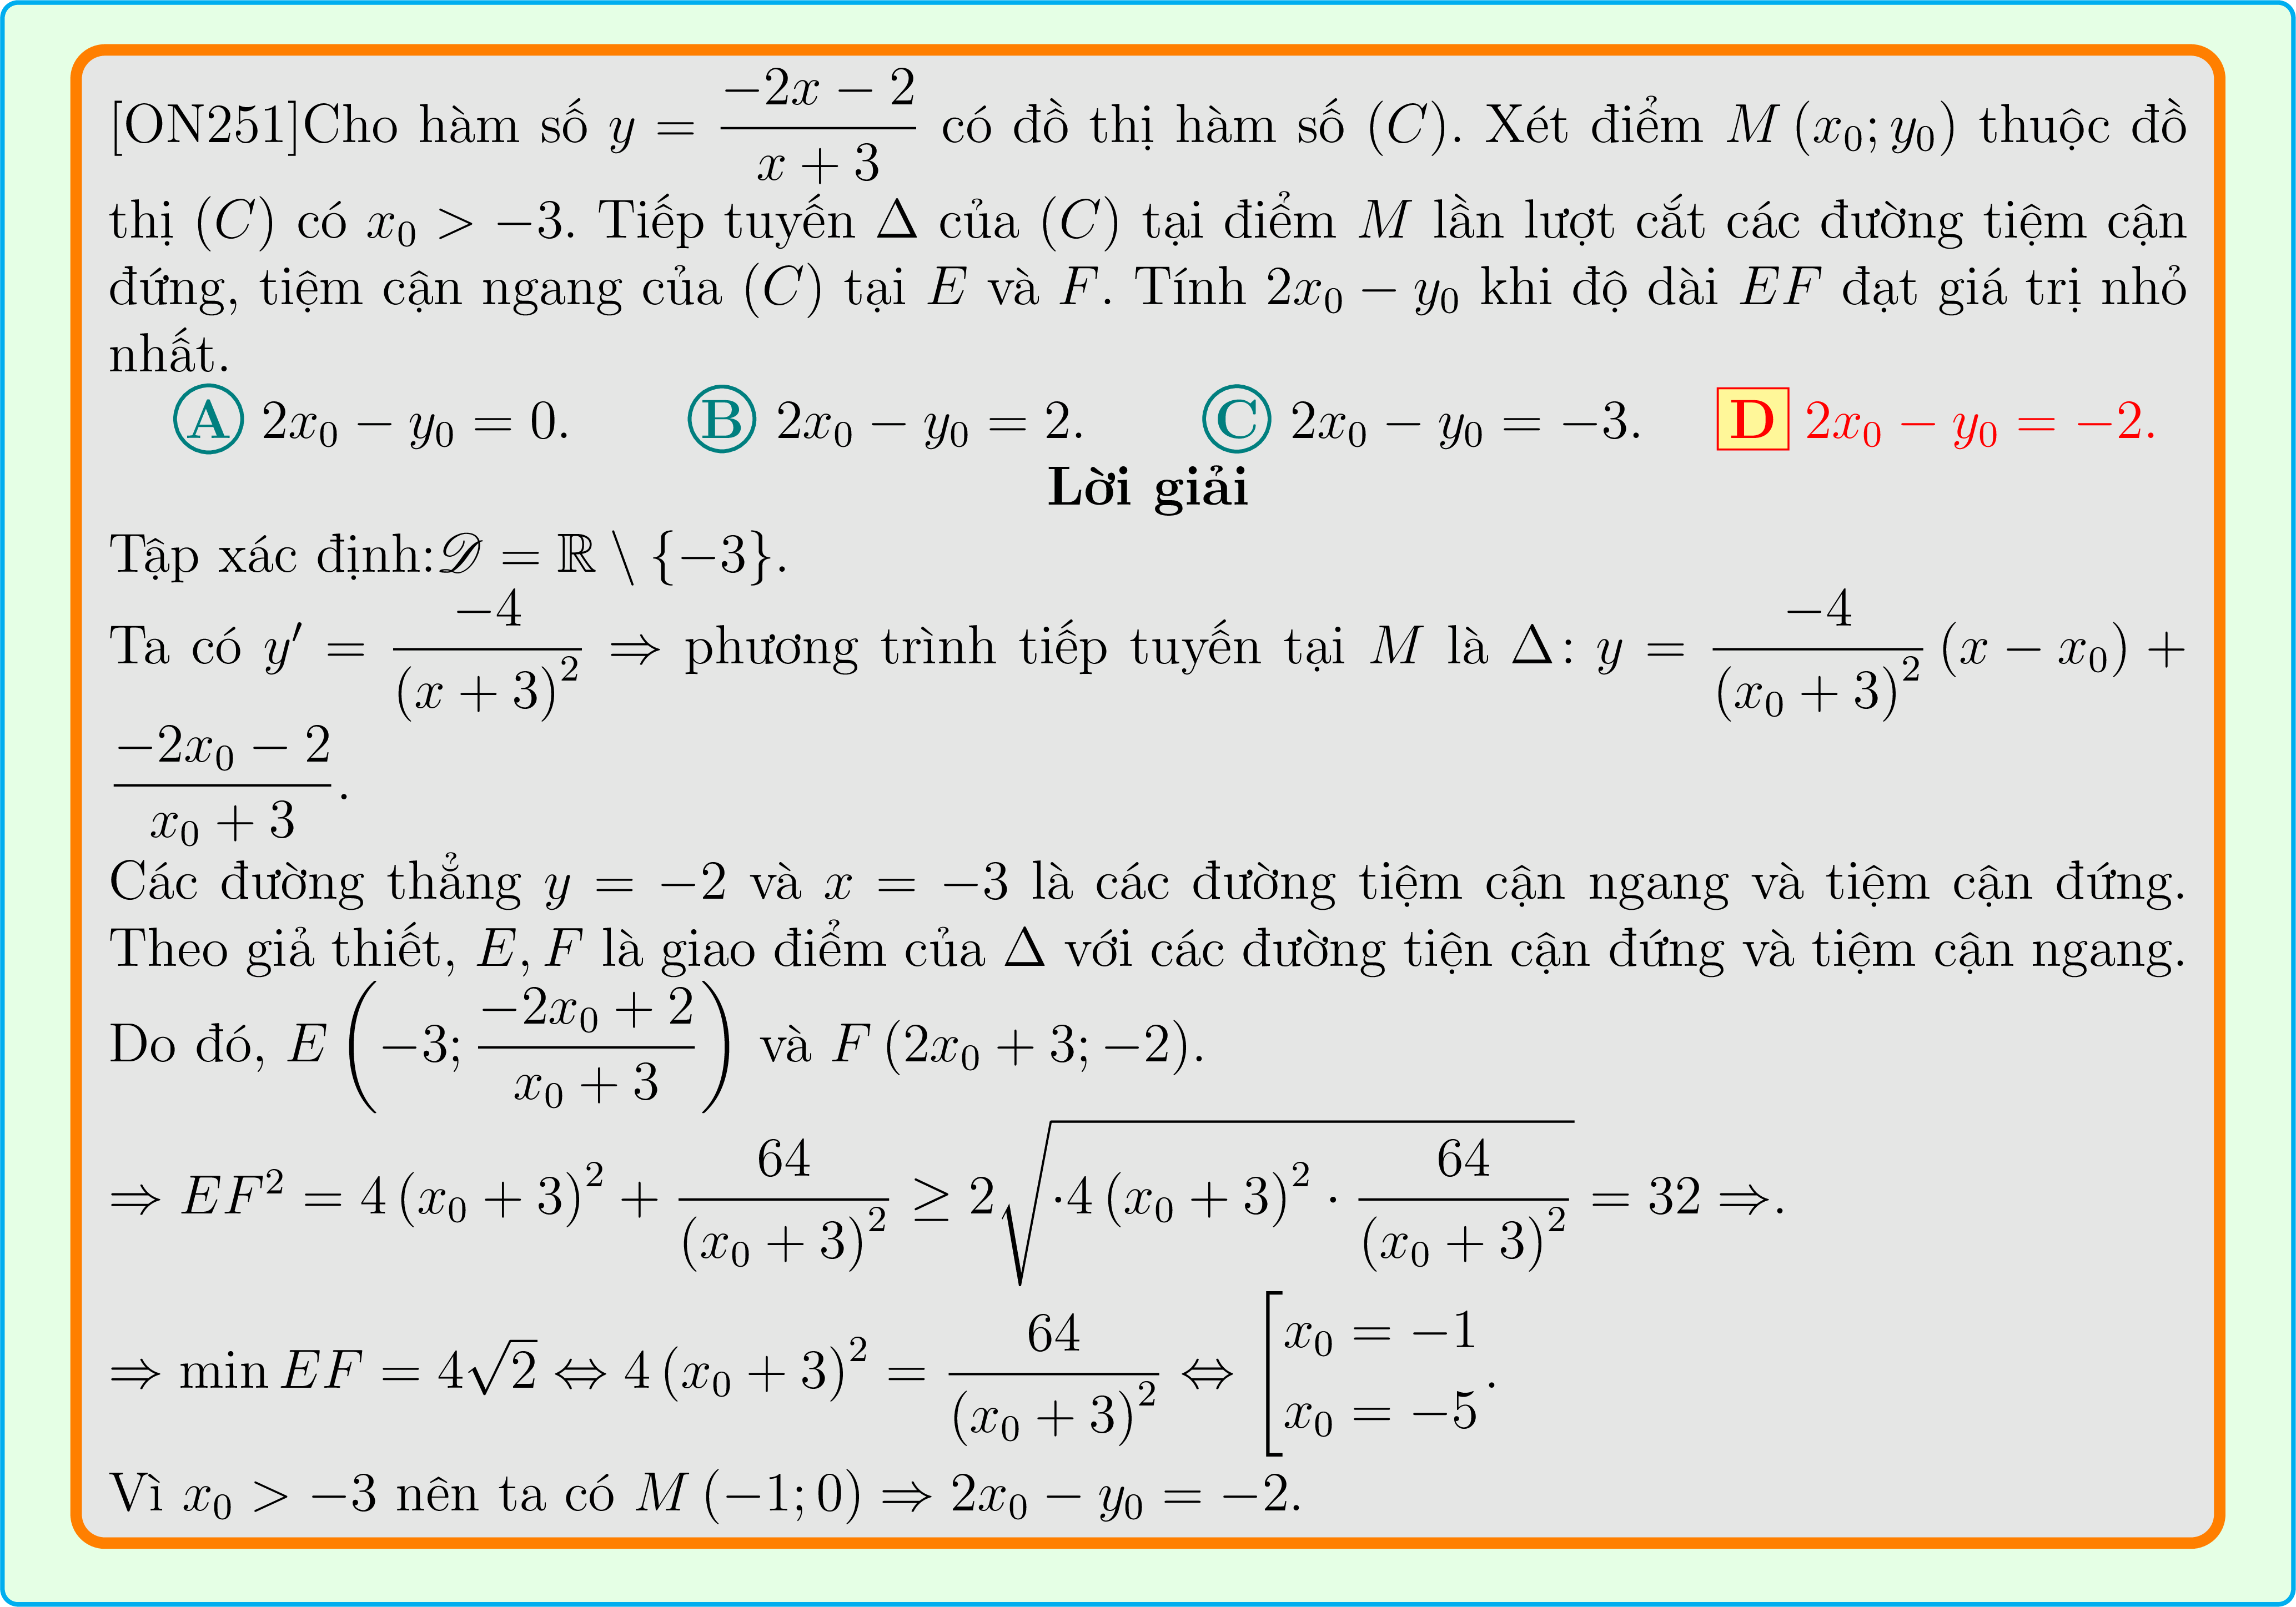 [ON251]Cho hàm số $y = \dfrac{-2x-2}{x+3}$ có đồ thị hàm số $(C)$. Xét điểm $M(x_0; y_0)$ thuộc đồ
thị $(C)$ có $x_0 > -3$. Tiếp tuyến $\Delta$ của $(C)$ tại điểm $M$ lần lượt cắt các đường tiệm cận
đứng, tiệm cận ngang của $(C)$ tại $E$ và $F$. Tính $2x_0 - y_0$ khi độ dài $EF$ đạt giá trị nhỏ
nhất.
A $2x_0 - y_0 = 0$. B $2x_0 - y_0 = 2$. C $2x_0 - y_0 = -3$. D $2x_0 - y_0 = -2$.
Lời giải
Tập xác định:$\mathscr{D} = \mathbb{R} \setminus \{-3\}$.
Ta có $y' = \dfrac{-4}{(x+3)^2} \Rightarrow$ phương trình tiếp tuyến tại $M$ là $\Delta: y = \dfrac{-4}{(x_0+3)^2}(x - x_0) +$
$\dfrac{-2x_0-2}{x_0+3}$.
Các đường thẳng $y = -2$ và $x = -3$ là các đường tiệm cận ngang và tiệm cận đứng.
Theo giả thiết, $E, F$ là giao điểm của $\Delta$ với các đường tiện cận đứng và tiệm cận ngang.
Do đó, $E\left(-3; \dfrac{-2x_0+2}{x_0+3}\right)$ và $F(2x_0+3; -2)$.
$\Rightarrow EF^2 = 4(x_0+3)^2 + \dfrac{64}{(x_0+3)^2} \geq 2\sqrt{\cdot 4(x_0+3)^2 \cdot \dfrac{64}{(x_0+3)^2}} = 32 \Rightarrow$.
$\Rightarrow \min EF = 4\sqrt{2} \Leftrightarrow 4(x_0+3)^2 = \dfrac{64}{(x_0+3)^2} \Leftrightarrow \left[\begin{array}{l} x_0 = -1 \\ x_0 = -5 \end{array}\right.$.
Vì $x_0 > -3$ nên ta có $M(-1; 0) \Rightarrow 2x_0 - y_0 = -2$.